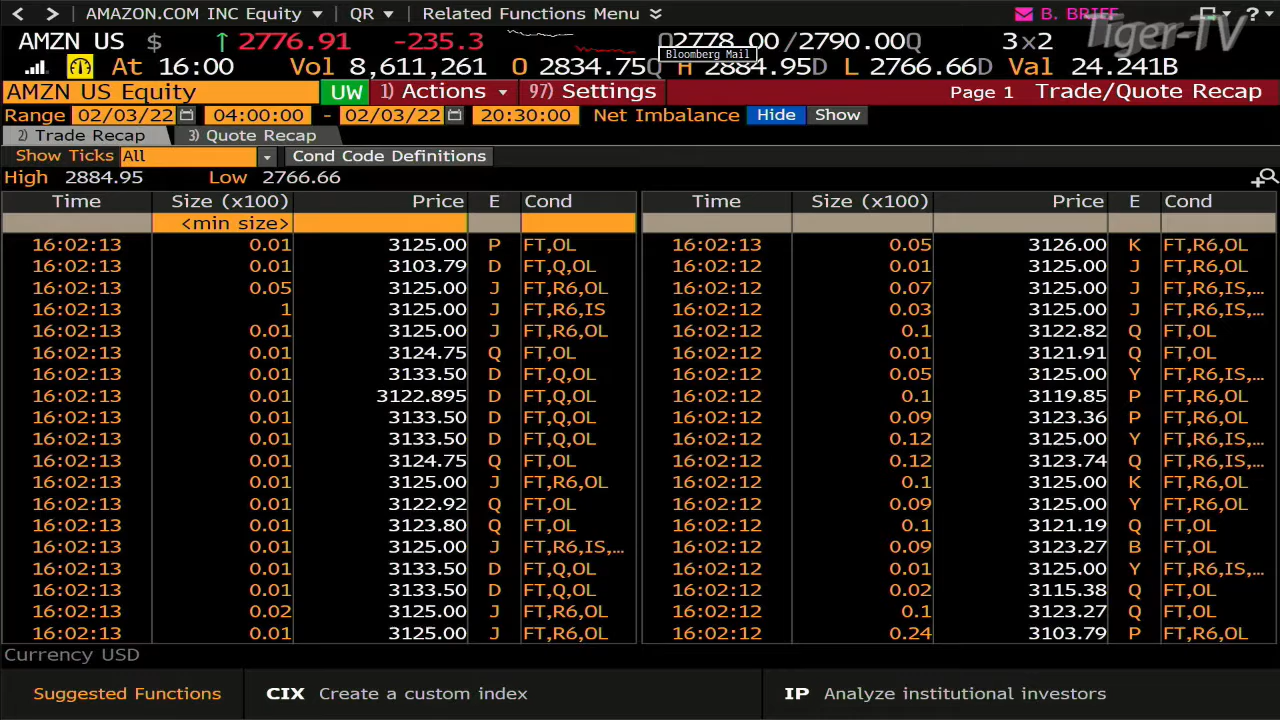 AMAZON.COM INC Equity QR Related Functions Menu B. BRIFF ?
Tiger-TV
AMZN US $ ↑ 2776.91 -235.3 Q2778.00/2790.00Q 3x2
Bloomberg Mail
At 16:00 Vol 8,611,261 O 2834.75Q H 2884.95D L 2766.66D Val 24.241B
AMZN US Equity UW 1) Actions 97) Settings Page 1 Trade/Quote Recap
Range 02/03/22 04:00:00 - 02/03/22 20:30:00 Net Imbalance Hide Show
2) Trade Recap 3) Quote Recap
Show Ticks All Cond Code Definitions
High 2884.95 Low 2766.66
Time Size (x100) Price E Cond Time Size (x100) Price E Cond
<min size>
16:02:13 0.01 3125.00 P FT,OL 16:02:13 0.05 3126.00 K FT,R6,OL
16:02:13 0.01 3103.79 D FT,Q,OL 16:02:12 0.01 3125.00 J FT,R6,OL
16:02:13 0.05 3125.00 J FT,R6,OL 16:02:12 0.07 3125.00 J FT,R6,IS,...
16:02:13 1 3125.00 J FT,R6,IS 16:02:12 0.03 3125.00 J FT,R6,IS,...
16:02:13 0.01 3125.00 J FT,R6,OL 16:02:12 0.1 3122.82 Q FT,OL
16:02:13 0.01 3124.75 Q FT,OL 16:02:12 0.01 3121.91 Q FT,OL
16:02:13 0.01 3133.50 D FT,Q,OL 16:02:12 0.05 3125.00 Y FT,R6,IS,...
16:02:13 0.01 3122.895 D FT,Q,OL 16:02:12 0.1 3119.85 P FT,R6,OL
16:02:13 0.01 3133.50 D FT,Q,OL 16:02:12 0.09 3123.36 P FT,R6,OL
16:02:13 0.01 3133.50 D FT,Q,OL 16:02:12 0.12 3125.00 Y FT,R6,IS,...
16:02:13 0.01 3124.75 Q FT,OL 16:02:12 0.12 3123.74 Q FT,R6,IS,...
16:02:13 0.01 3125.00 J FT,R6,OL 16:02:12 0.1 3125.00 K FT,R6,OL
16:02:13 0.01 3122.92 Q FT,OL 16:02:12 0.09 3125.00 Y FT,R6,OL
16:02:13 0.01 3123.80 Q FT,OL 16:02:12 0.1 3121.19 Q FT,OL
16:02:13 0.01 3125.00 J FT,R6,IS,... 16:02:12 0.09 3123.27 B FT,OL
16:02:13 0.01 3133.50 D FT,Q,OL 16:02:12 0.01 3125.00 Y FT,R6,IS,...
16:02:13 0.01 3133.50 D FT,Q,OL 16:02:12 0.02 3115.38 Q FT,OL
16:02:13 0.02 3125.00 J FT,R6,OL 16:02:12 0.1 3123.27 Q FT,OL
16:02:13 0.01 3125.00 J FT,R6,OL 16:02:12 0.24 3103.79 P FT,R6,OL
Currency USD
Suggested Functions CIX Create a custom index IP Analyze institutional investors